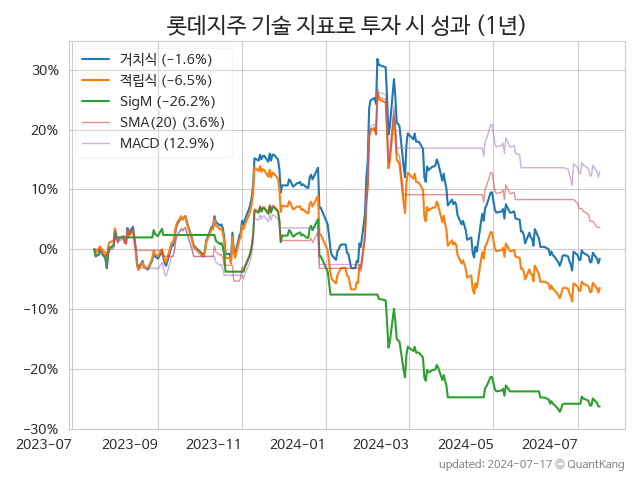 롯데지주 기술 지표로 투자 시 성과 (1년)
거치식 (−1.6%)
적립식 (−6.5%)
SigM (−26.2%)
SMA(20) (3.6%)
MACD (12.9%)
30%
20%
10%
0%
−10%
−20%
−30%
2023-07 2023-09 2023-11 2024-01 2024-03 2024-05 2024-07
updated: 2024-07-17 © QuantKang